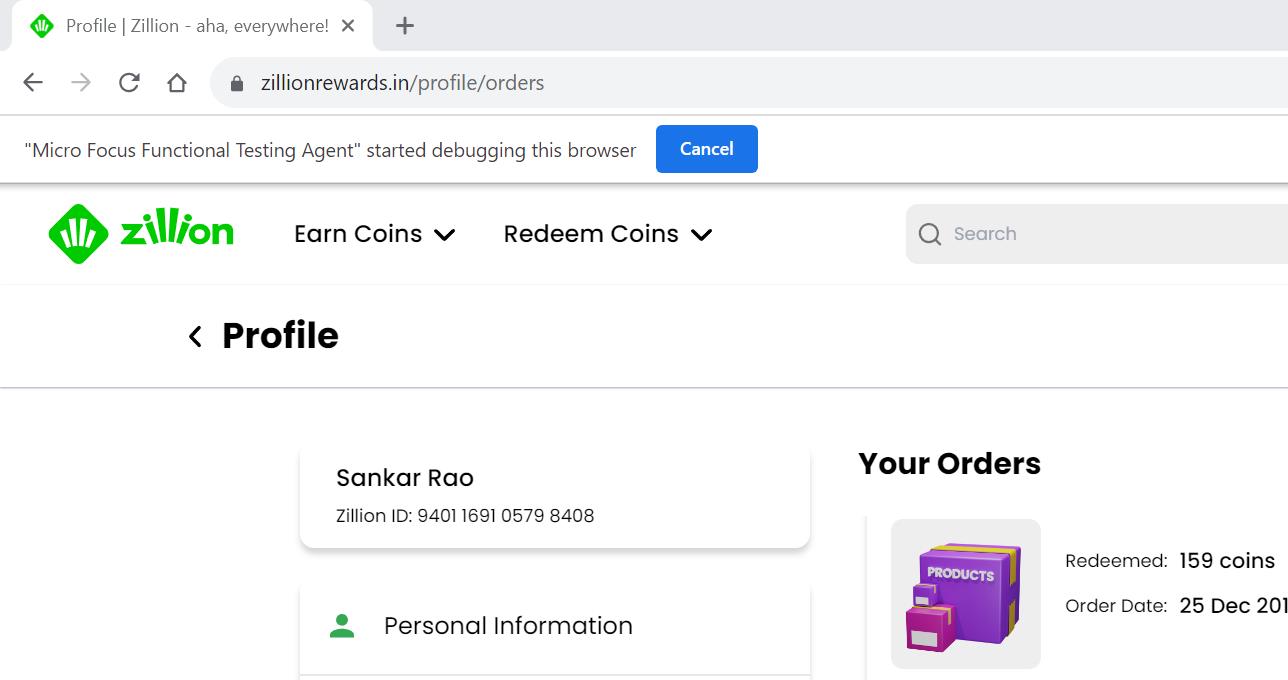 Profile | Zillion - aha, everywhere!
zillionrewards.in/profile/orders
"Micro Focus Functional Testing Agent" started debugging this browser Cancel
zillion Earn Coins Redeem Coins Search
Profile
Sankar Rao
Zillion ID: 9401 1691 0579 8408
Personal Information
Your Orders
PRODUCTS
Redeemed: 159 coins
Order Date: 25 Dec 201